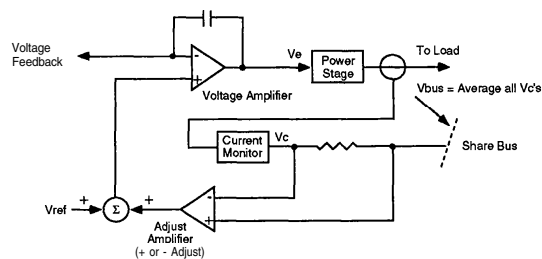 Voltage
Feedback
-
+
Voltage Amplifier
Ve
Power
Stage
To Load
Vbus = Average all Vc's
Current
Monitor
Vc
Share Bus
-
+
Vref
+
Σ
+
Adjust
Amplifier
(+ or - Adjust)